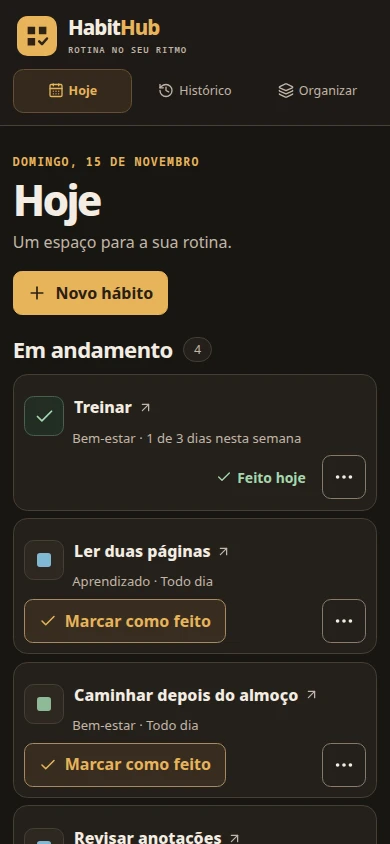 HabitHub
ROTINA NO SEU RITMO
Hoje
Histórico
Organizar
DOMINGO, 15 DE NOVEMBRO
Hoje
Um espaço para a sua rotina.
Novo hábito
Em andamento 4
Treinar
Bem-estar · 1 de 3 dias nesta semana
Feito hoje
Ler duas páginas
Aprendizado · Todo dia
Marcar como feito
Caminhar depois do almoço
Bem-estar · Todo dia
Marcar como feito
Revisar anotações